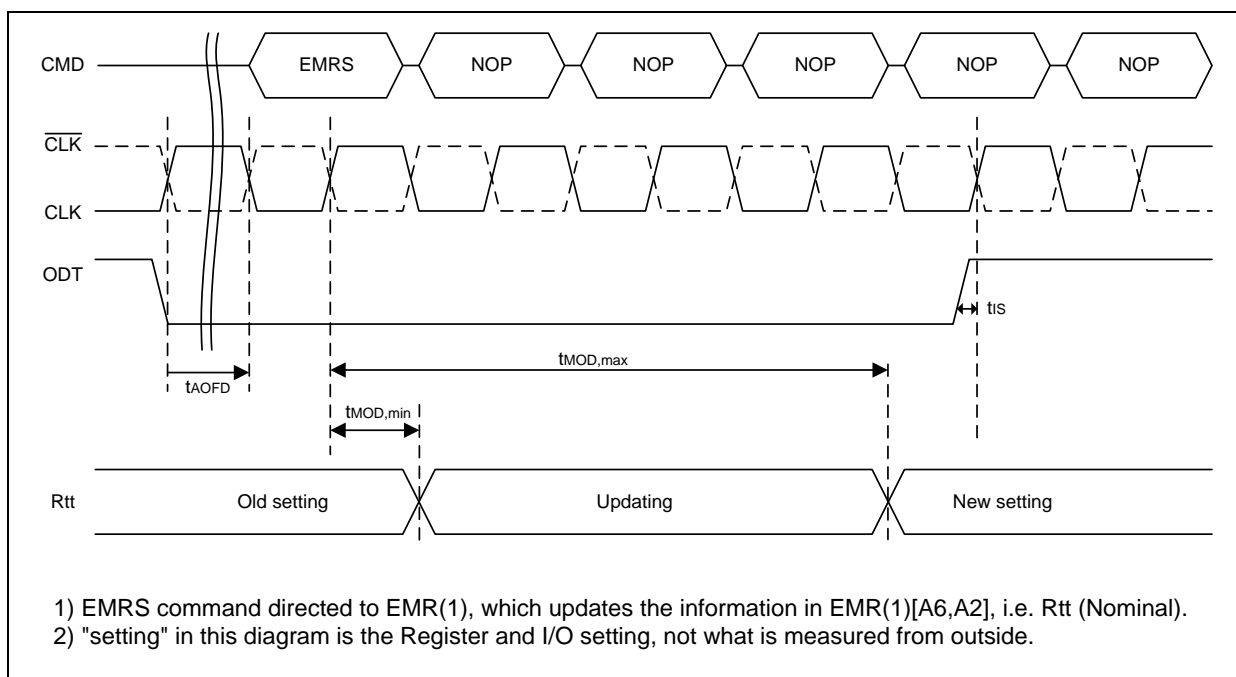 CMD EMRS NOP NOP NOP NOP NOP
CLK
CLK
ODT
tIS
tMOD,max
tAOFD
tMOD,min
Rtt Old setting Updating New setting
1) EMRS command directed to EMR(1), which updates the information in EMR(1)[A6,A2], i.e. Rtt (Nominal).
2) "setting" in this diagram is the Register and I/O setting, not what is measured from outside.